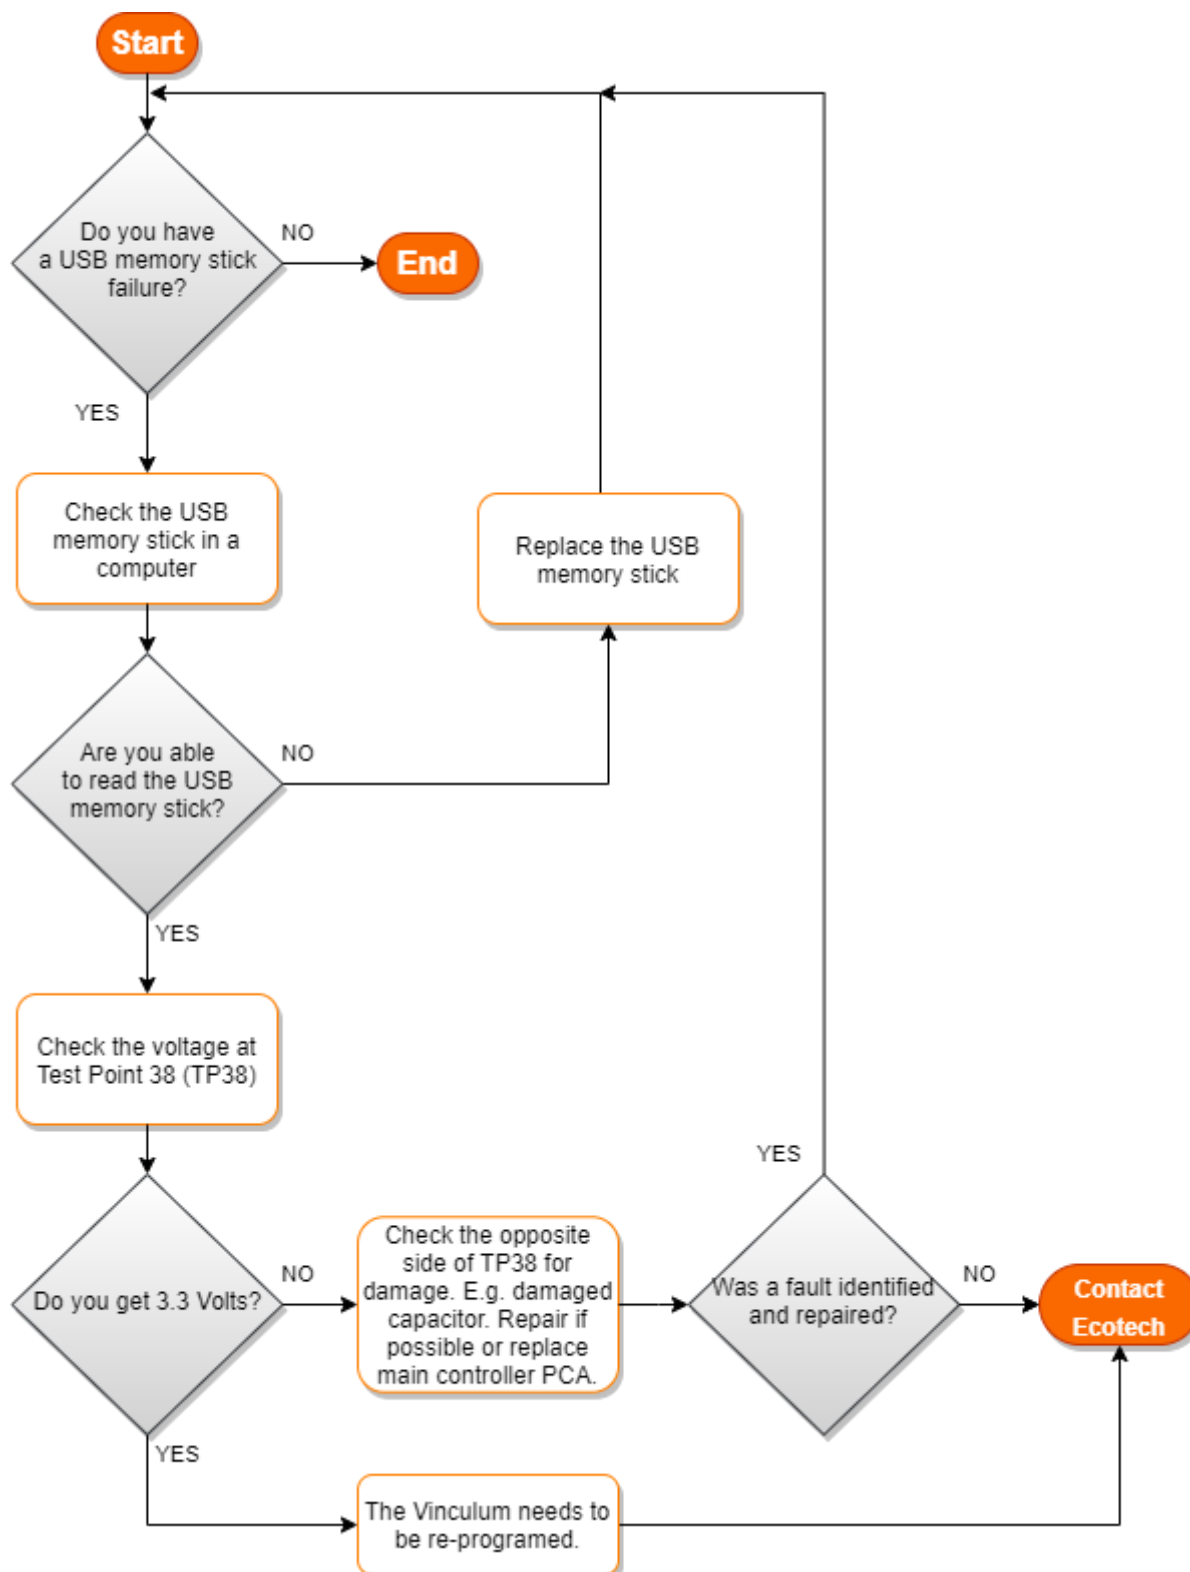 Start
Do you have
a USB memory stick
failure?
NO
End
YES
Check the USB
memory stick in a
computer
Replace the USB
memory stick
Are you able
to read the USB
memory stick?
NO
YES
Check the voltage at
Test Point 38 (TP38)
Do you get 3.3 Volts?
NO
Check the opposite
side of TP38 for
damage. E.g. damaged
capacitor. Repair if
possible or replace
main controller PCA.
YES
Was a fault identified
and repaired?
NO
Contact
Ecotech
YES
The Vinculum needs to
be re-programed.